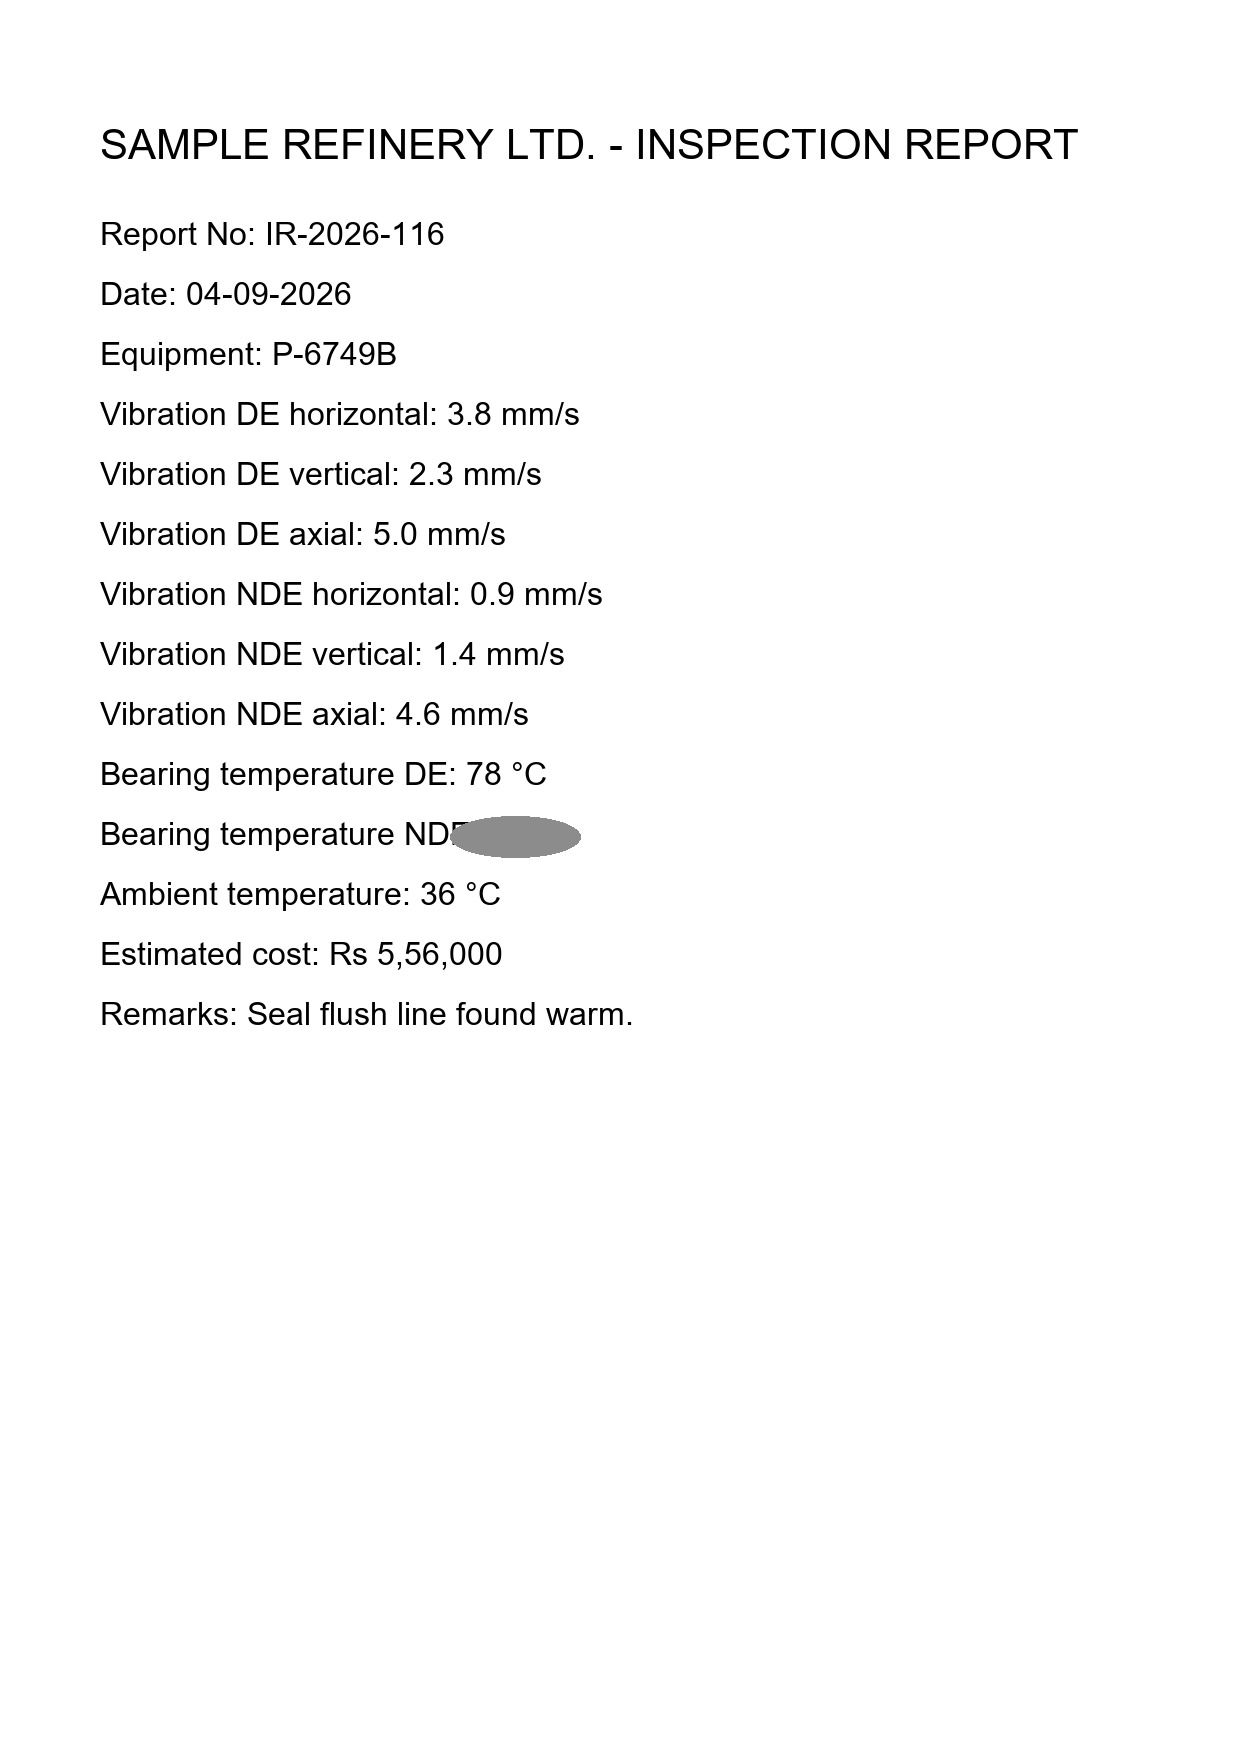 SAMPLE REFINERY LTD. - INSPECTION REPORT
Report No: IR-2026-116
Date: 04-09-2026
Equipment: P-6749B
Vibration DE horizontal: 3.8 mm/s
Vibration DE vertical: 2.3 mm/s
Vibration DE axial: 5.0 mm/s
Vibration NDE horizontal: 0.9 mm/s
Vibration NDE vertical: 1.4 mm/s
Vibration NDE axial: 4.6 mm/s
Bearing temperature DE: 78 °C
Bearing temperature
Ambient temperature: 36 °C
Estimated cost: Rs 5,56,000
Remarks: Seal flush line found warm.